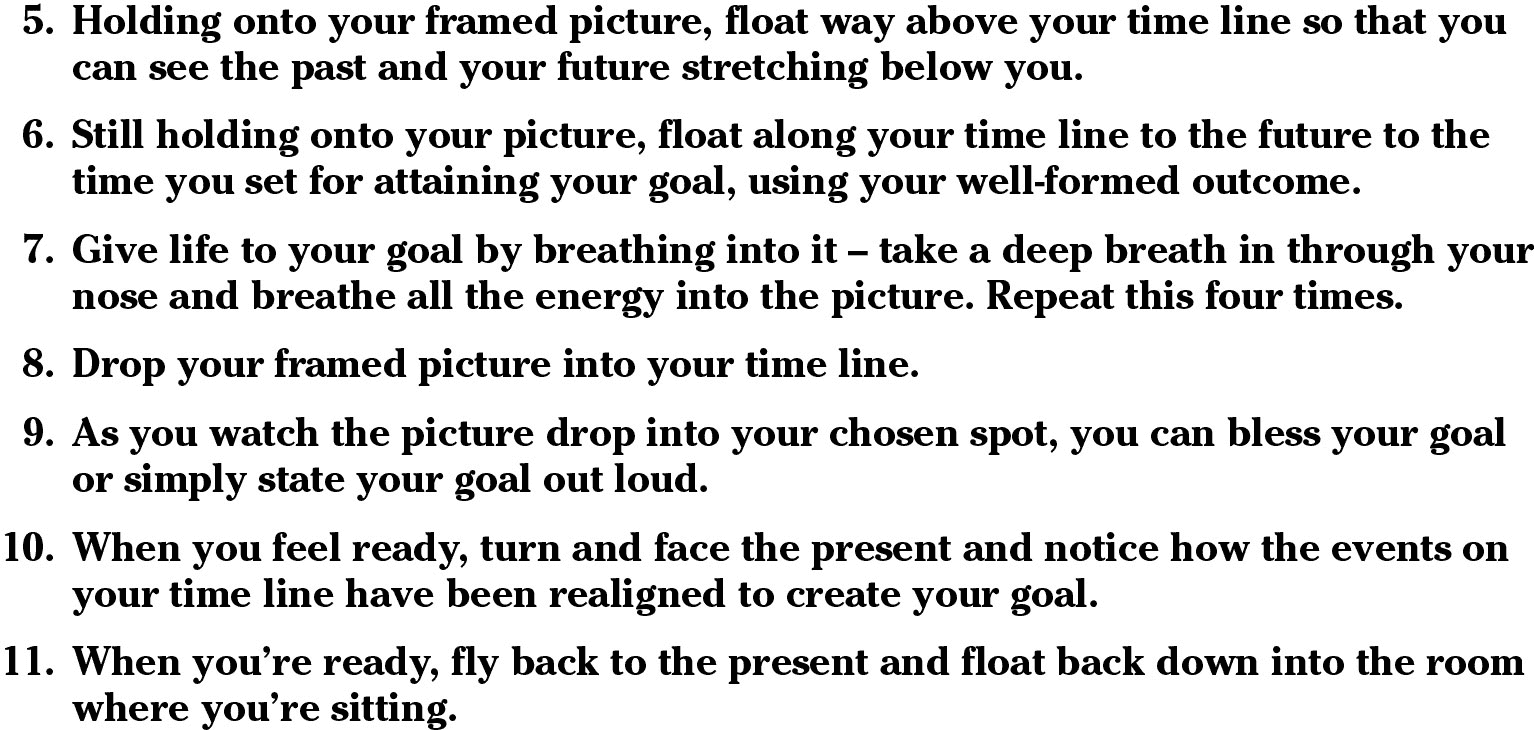 5. Holding onto your framed picture, float way above your time line so that you
can see the past and your future stretching below you.
6. Still holding onto your picture, float along your time line to the future to the
time you set for attaining your goal, using your well-formed outcome.
7. Give life to your goal by breathing into it – take a deep breath in through your
nose and breathe all the energy into the picture. Repeat this four times.
8. Drop your framed picture into your time line.
9. As you watch the picture drop into your chosen spot, you can bless your goal
or simply state your goal out loud.
10. When you feel ready, turn and face the present and notice how the events on
your time line have been realigned to create your goal.
11. When you’re ready, fly back to the present and float back down into the room
where you’re sitting.